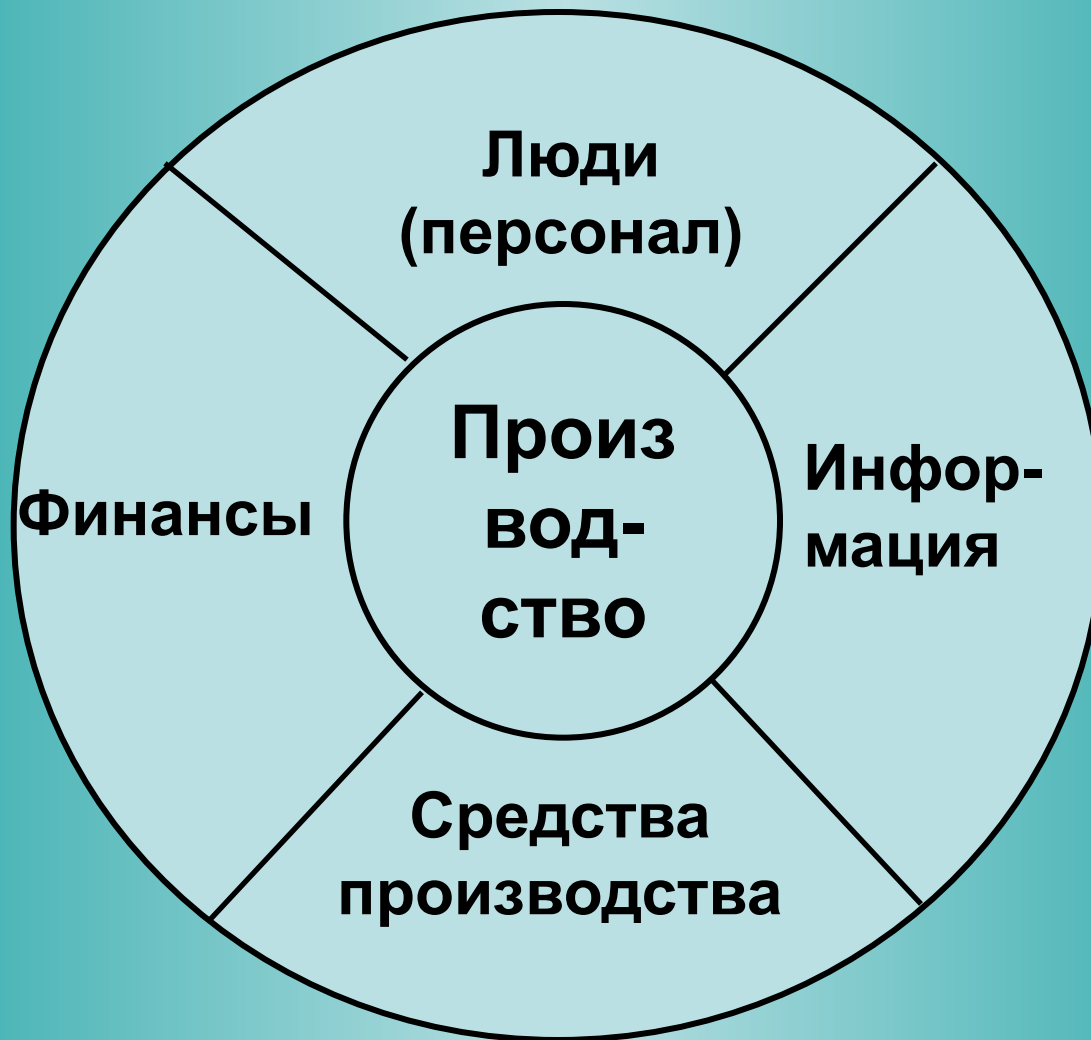 Люди
(персонал)
Финансы
Произ
вод-
ство
Инфор-
мация
Средства
производства